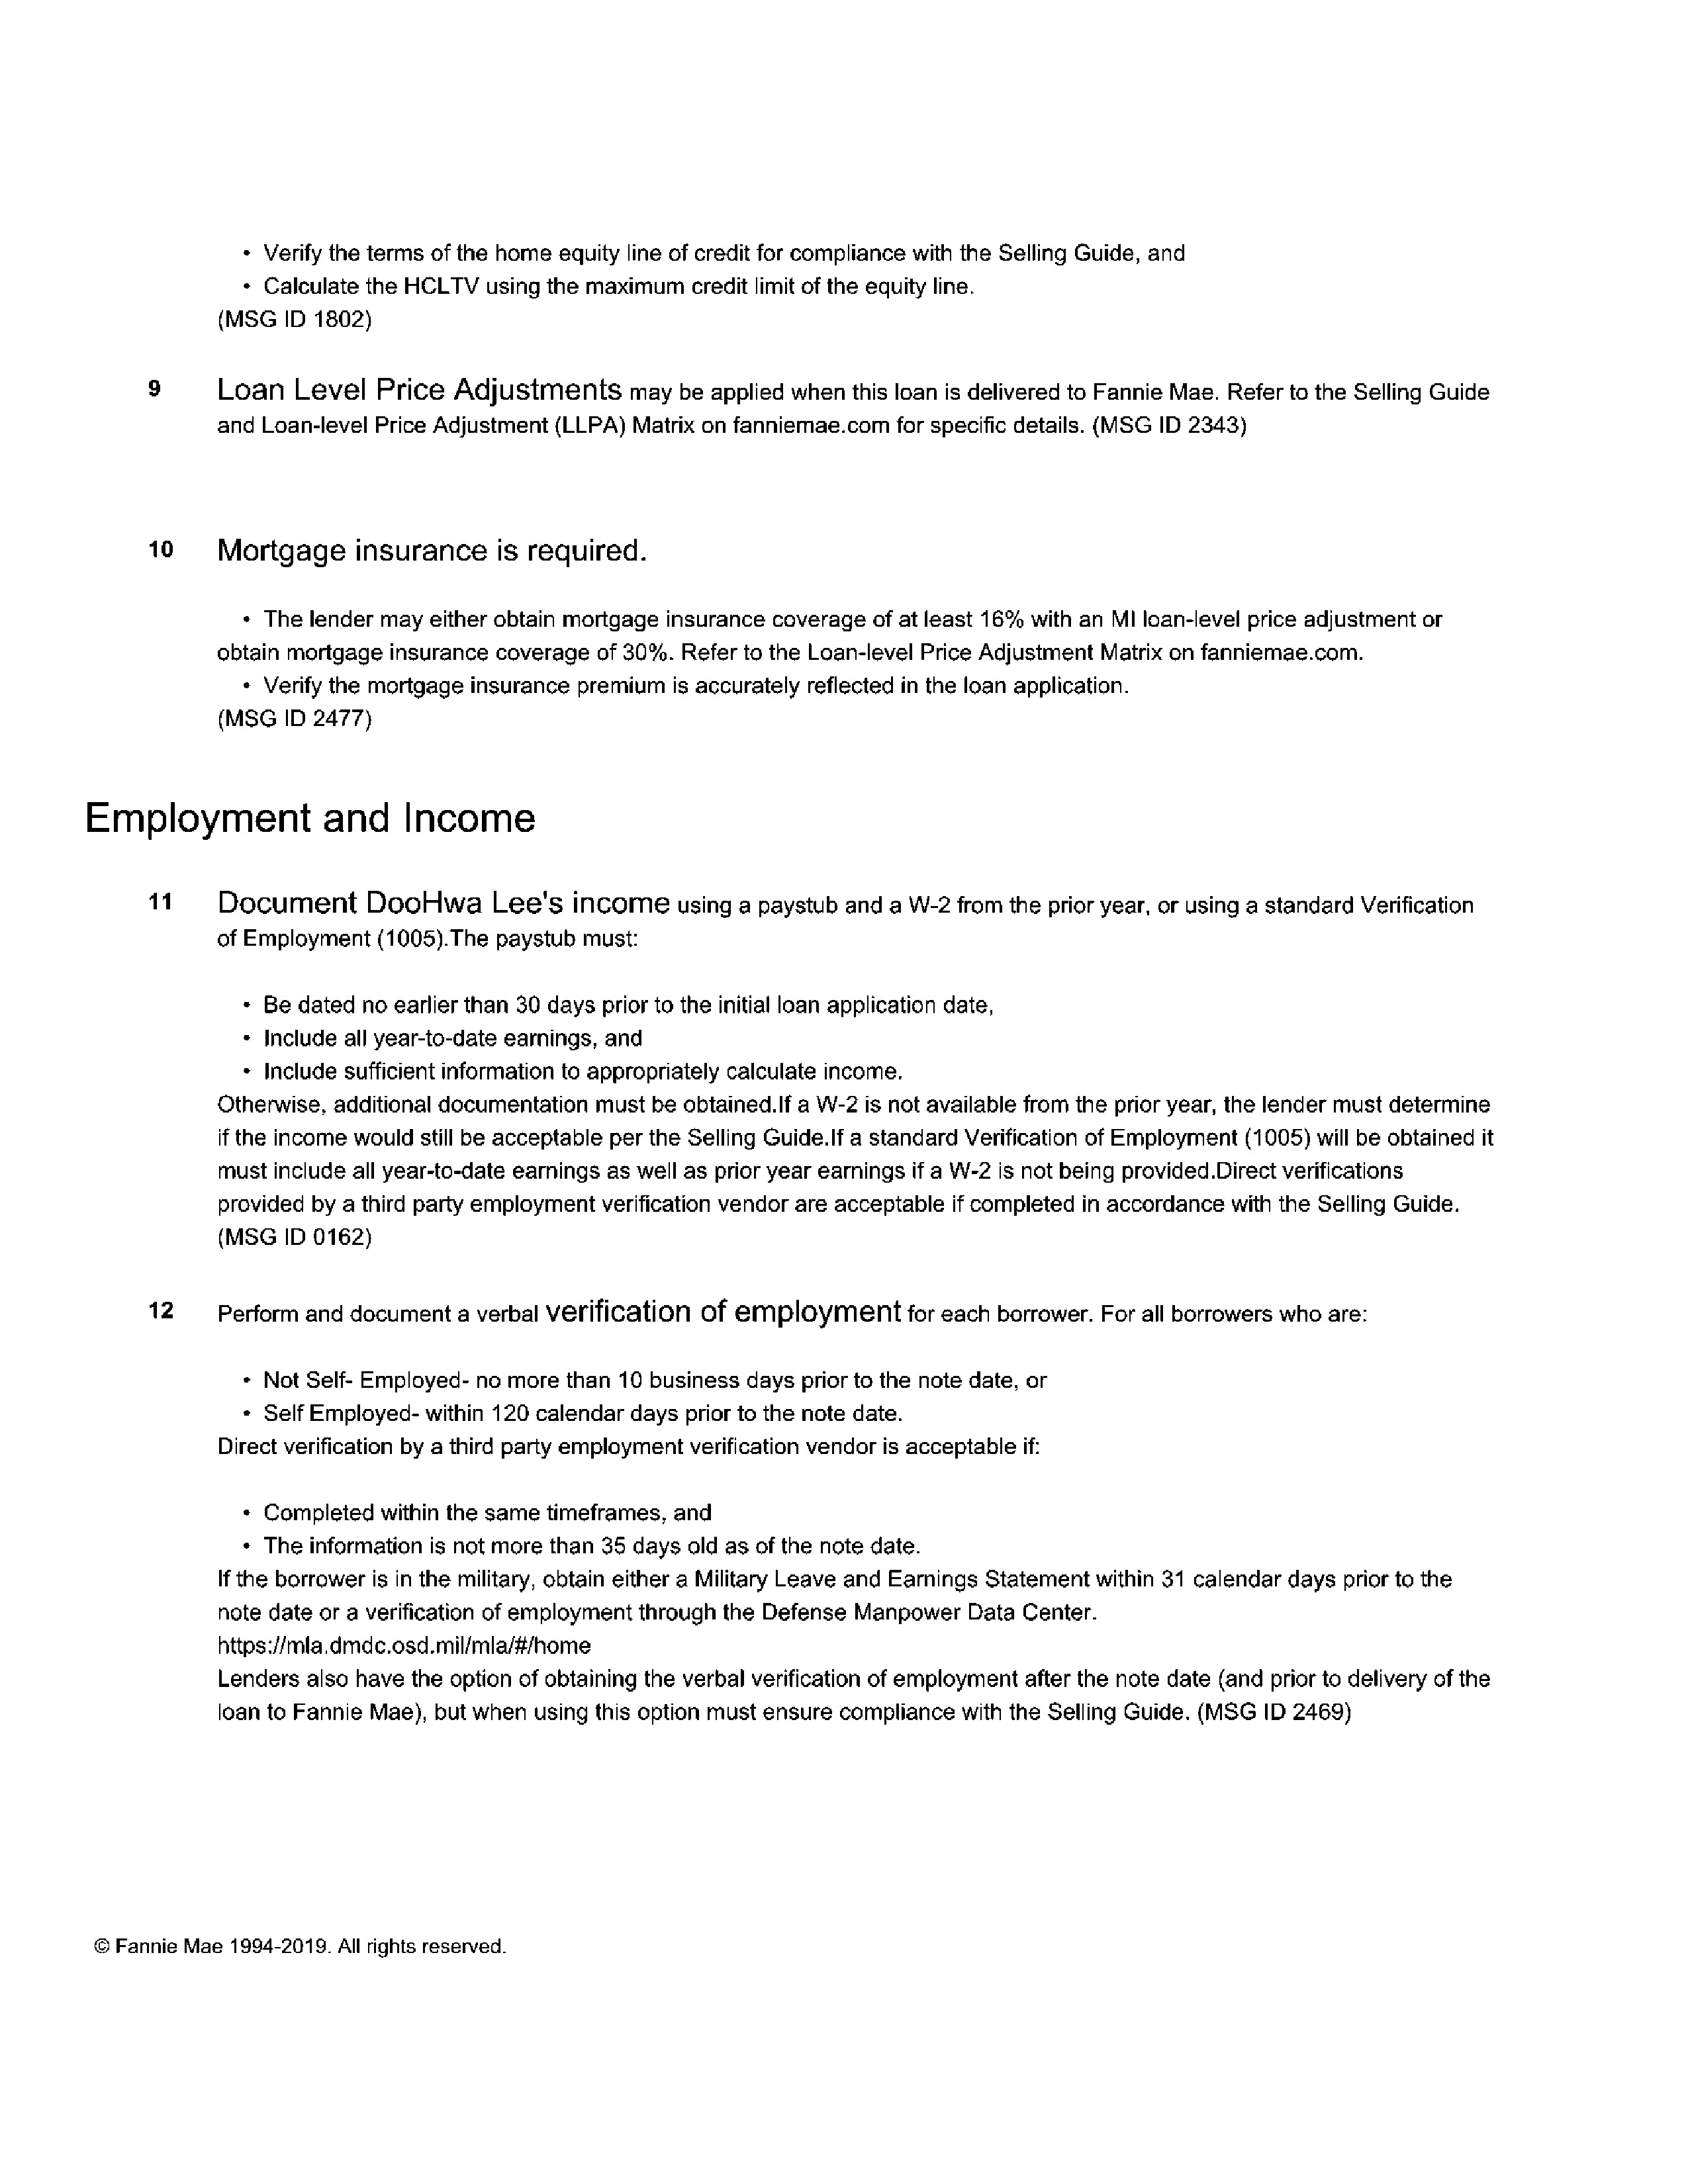 • Verify the terms of the home equity line of credit for compliance with the Selling Guide, and
• Calculate the HCLTV using the maximum credit limit of the equity line.
(MSG ID 1802)
9 Loan Level Price Adjustments may be applied when this loan is delivered to Fannie Mae. Refer to the Selling Guide
and Loan-level Price Adjustment (LLPA) Matrix on fanniemae.com for specific details. (MSG ID 2343)
10 Mortgage insurance is required.
• The lender may either obtain mortgage insurance coverage of at least 16% with an MI loan-level price adjustment or
obtain mortgage insurance coverage of 30%. Refer to the Loan-level Price Adjustment Matrix on fanniemae.com.
• Verify the mortgage insurance premium is accurately reflected in the loan application.
(MSG ID 2477)
Employment and Income
11 Document DooHwa Lee's income using a paystub and a W-2 from the prior year, or using a standard Verification
of Employment (1005).The paystub must:
• Be dated no earlier than 30 days prior to the initial loan application date,
• Include all year-to-date earnings, and
• Include sufficient information to appropriately calculate income.
Otherwise, additional documentation must be obtained.If a W-2 is not available from the prior year, the lender must determine
if the income would still be acceptable per the Selling Guide.If a standard Verification of Employment (1005) will be obtained it
must include all year-to-date earnings as well as prior year earnings if a W-2 is not being provided.Direct verifications
provided by a third party employment verification vendor are acceptable if completed in accordance with the Selling Guide.
(MSG ID 0162)
12 Perform and document a verbal verification of employment for each borrower. For all borrowers who are:
• Not Self- Employed- no more than 10 business days prior to the note date, or
• Self Employed- within 120 calendar days prior to the note date.
Direct verification by a third party employment verification vendor is acceptable if:
• Completed within the same timeframes, and
• The information is not more than 35 days old as of the note date.
If the borrower is in the military, obtain either a Military Leave and Earnings Statement within 31 calendar days prior to the
note date or a verification of employment through the Defense Manpower Data Center.
https://mla.dmdc.osd.mil/mla/#/home
Lenders also have the option of obtaining the verbal verification of employment after the note date (and prior to delivery of the
loan to Fannie Mae), but when using this option must ensure compliance with the Selling Guide. (MSG ID 2469)
© Fannie Mae 1994-2019. All rights reserved.